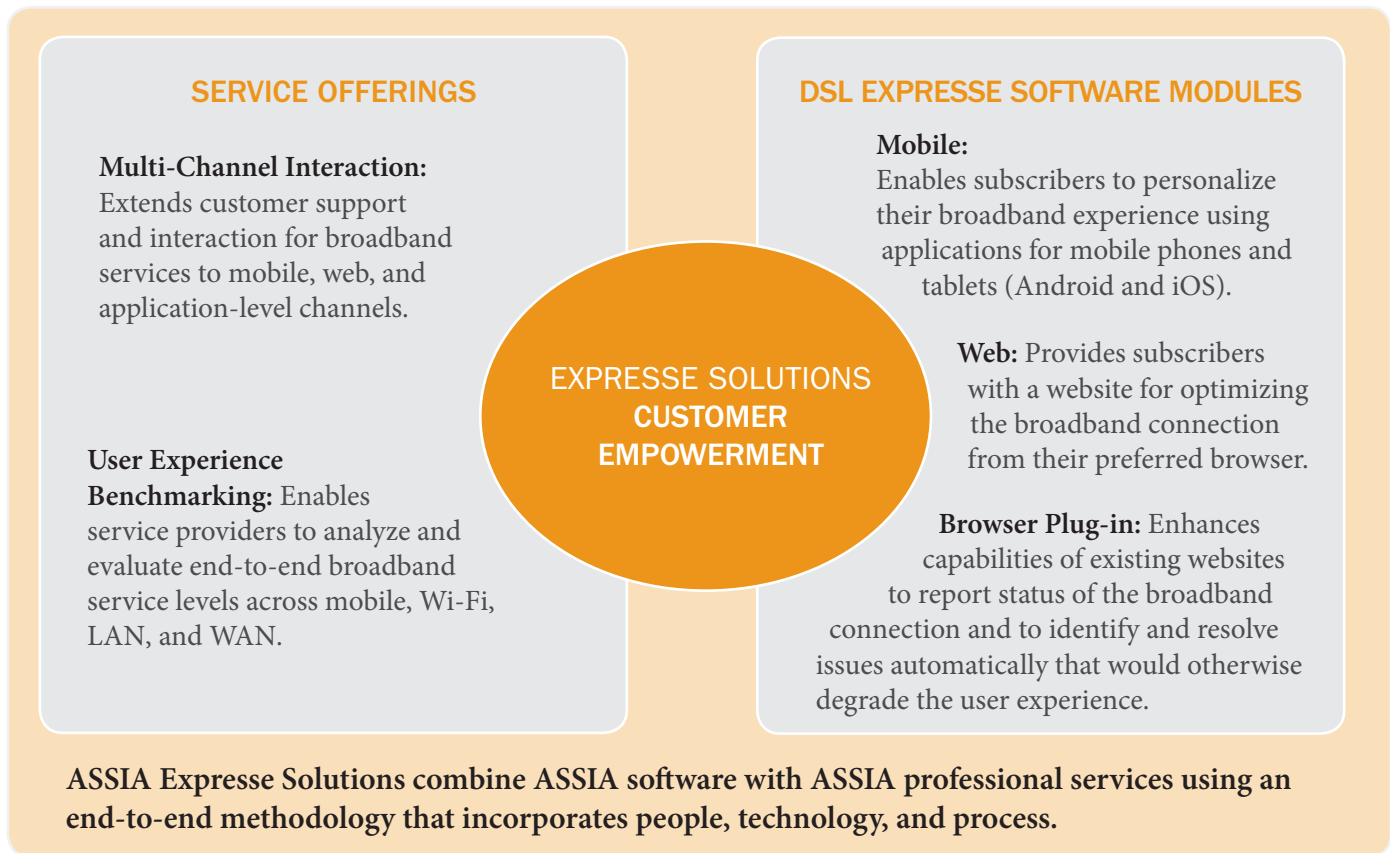 SERVICE OFFERINGS
Multi-Channel Interaction:
Extends customer support
and interaction for broadband
services to mobile, web, and
application-level channels.
User Experience
Benchmarking: Enables
service providers to analyze and
evaluate end-to-end broadband
service levels across mobile, Wi-Fi,
LAN, and WAN.
EXPRESSE SOLUTIONS
CUSTOMER
EMPOWERMENT
DSL EXPRESSE SOFTWARE MODULES
Mobile:
Enables subscribers to personalize
their broadband experience using
applications for mobile phones and
tablets (Android and iOS).
Web: Provides subscribers
with a website for optimizing
the broadband connection
from their preferred browser.
Browser Plug-in: Enhances
capabilities of existing websites
to report status of the broadband
connection and to identify and resolve
issues automatically that would otherwise
degrade the user experience.
ASSIA Expresse Solutions combine ASSIA software with ASSIA professional services using an
end-to-end methodology that incorporates people, technology, and process.